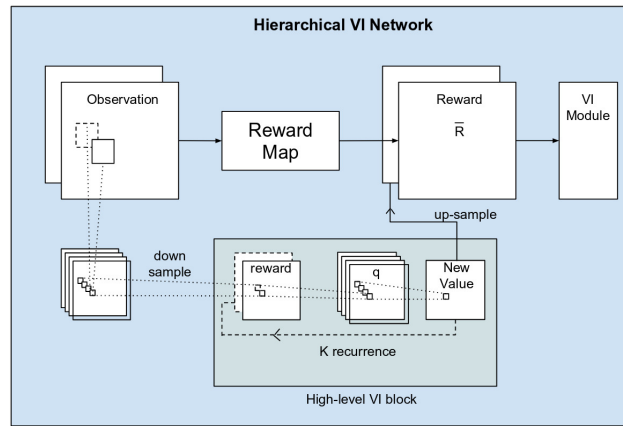 Hierarchical VI Network
Observation
Reward
Map
Reward
R̅
VI
Module
up-sample
down
sample
reward
q
New
Value
K recurrence
High-level VI block